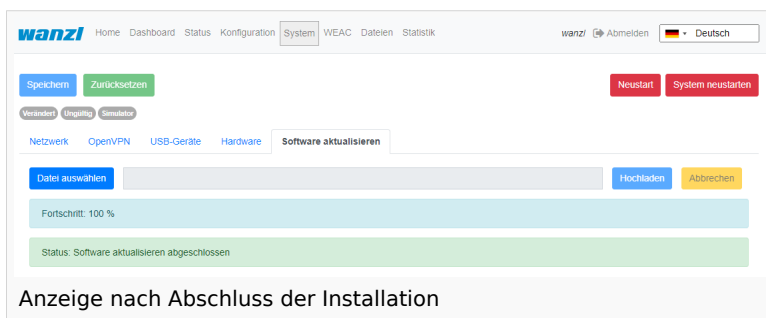 wanzl Home Dashboard Status Konfiguration System WEAC Dateien Statistik wanzl Abmelden Deutsch
Speichern Zurücksetzen Neustart System neustarten
Verändert Ungültig Simulator
Netzwerk OpenVPN USB-Geräte Hardware Software aktualisieren
Datei auswählen Hochladen Abbrechen
Fortschritt: 100 %
Status: Software aktualisieren abgeschlossen
Anzeige nach Abschluss der Installation